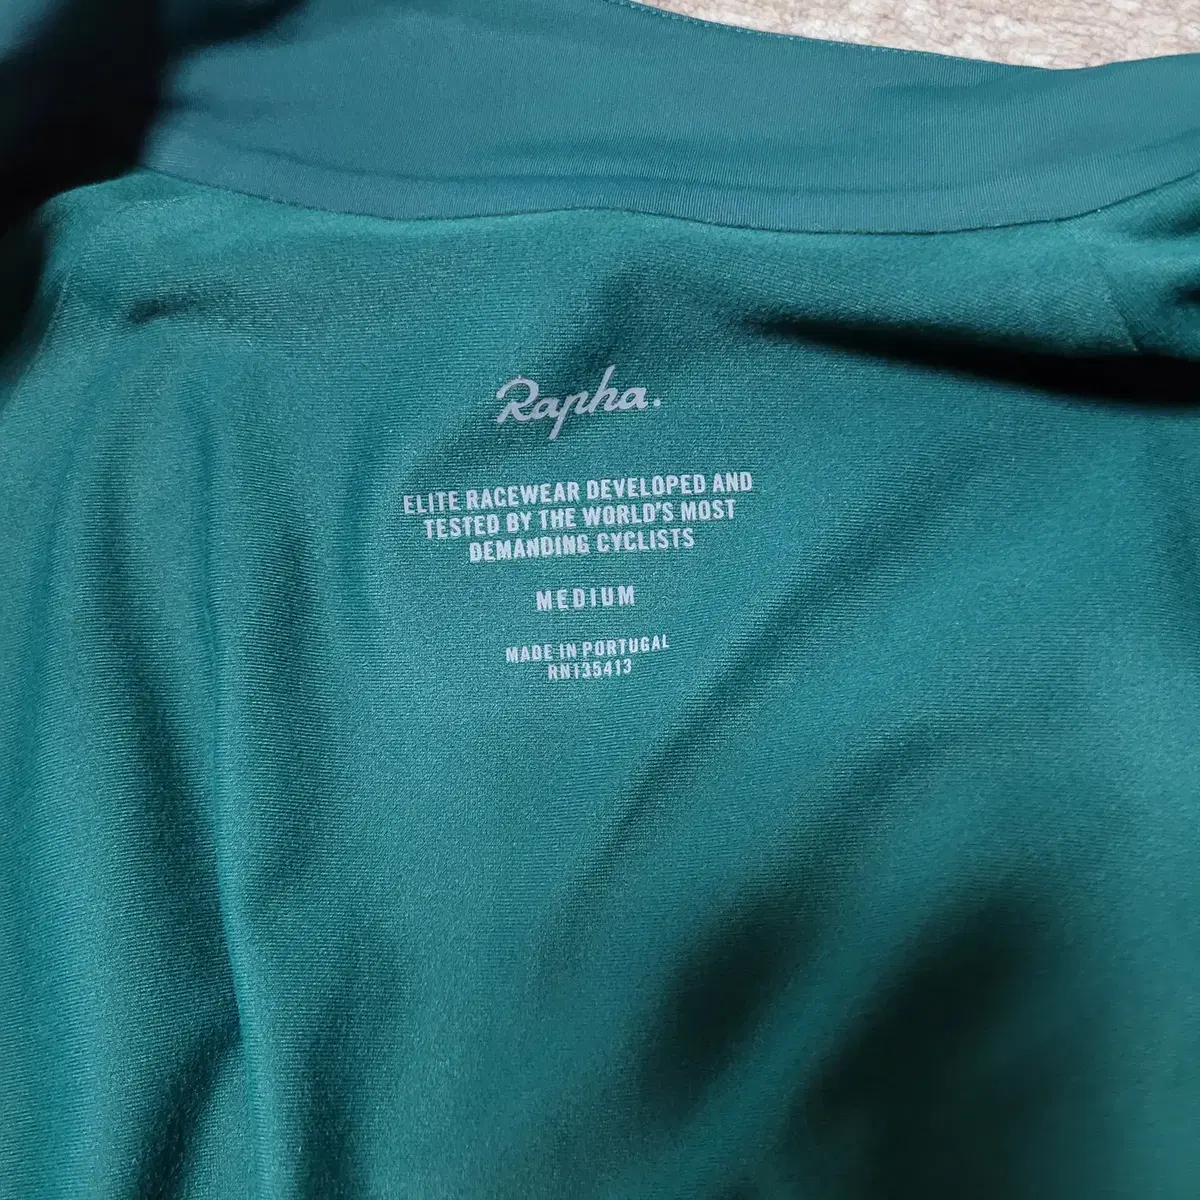 Rapha.
ELITE RACEWEAR DEVELOPED AND
TESTED BY THE WORLD'S MOST
DEMANDING CYCLISTS
MEDIUM
MADE IN PORTUGAL
RN135413